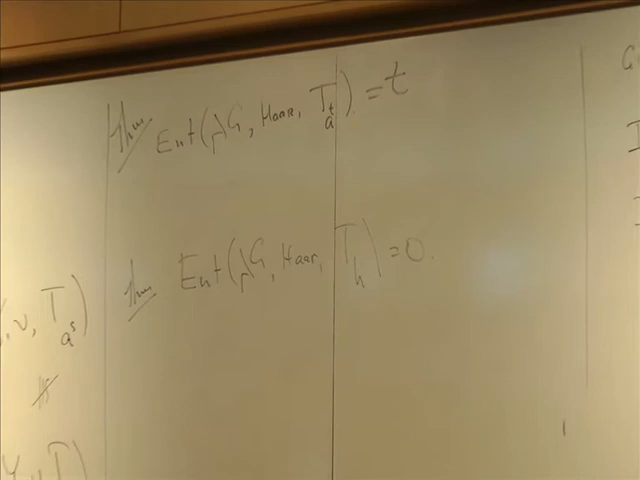 Thm Ent(Γ\G, Haar, T_{a^t}) = t
Thm Ent(Γ\G, Haar, T_h) = 0.
, ν, T_{a^s})